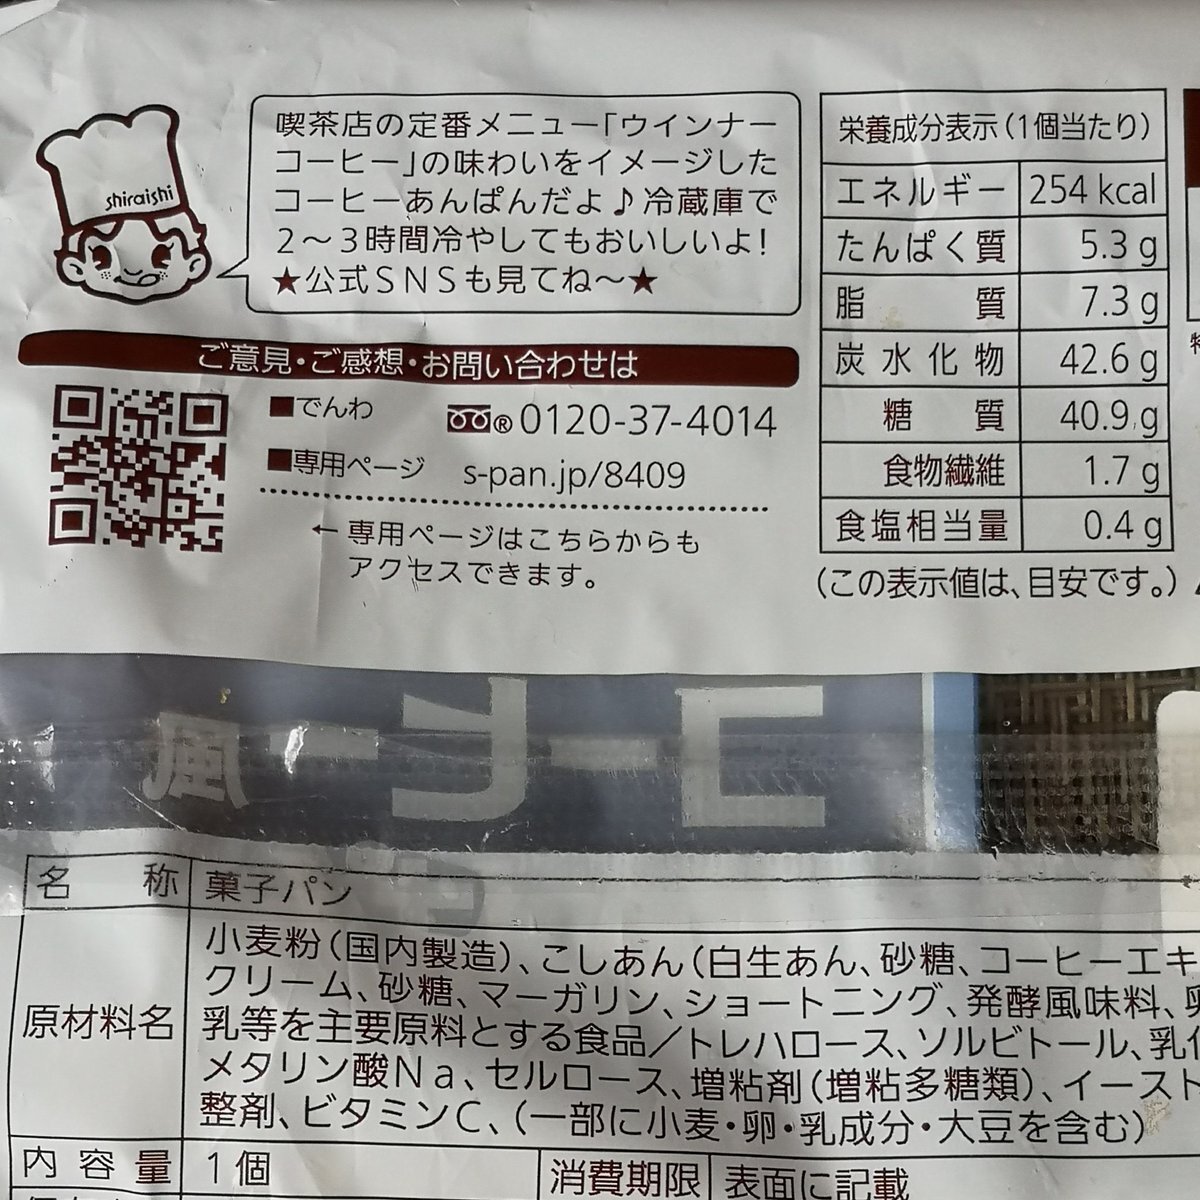 shiraishi
喫茶店の定番メニュー「ウインナー
コーヒー」の味わいをイメージした
コーヒーあんぱんだよ♪冷蔵庫で
2～3時間冷やしてもおいしいよ!
★公式SNSも見てね～★
ご意見・ご感想・お問い合わせは
■でんわ 0120-37-4014
■専用ページ s-pan.jp/8409
←専用ページはこちらからも
アクセスできます。
栄養成分表示(1個当たり)
エネルギー 254 kcal
たんぱく質 5.3 g
脂質 7.3 g
炭水化物 42.6 g
糖質 40.9 g
食物繊維 1.7 g
食塩相当量 0.4 g
(この表示値は、目安です。)
コーヒー風
名称 菓子パン
原材料名 小麦粉(国内製造)、こしあん(白生あん、砂糖、コーヒーエキ
クリーム、砂糖、マーガリン、ショートニング、発酵風味料、
乳等を主要原料とする食品／トレハロース、ソルビトール、乳
メタリン酸Na、セルロース、増粘剤(増粘多糖類)、イースト
整剤、ビタミンC、(一部に小麦・卵・乳成分・大豆を含む)
内容量 1個 消費期限 表面に記載